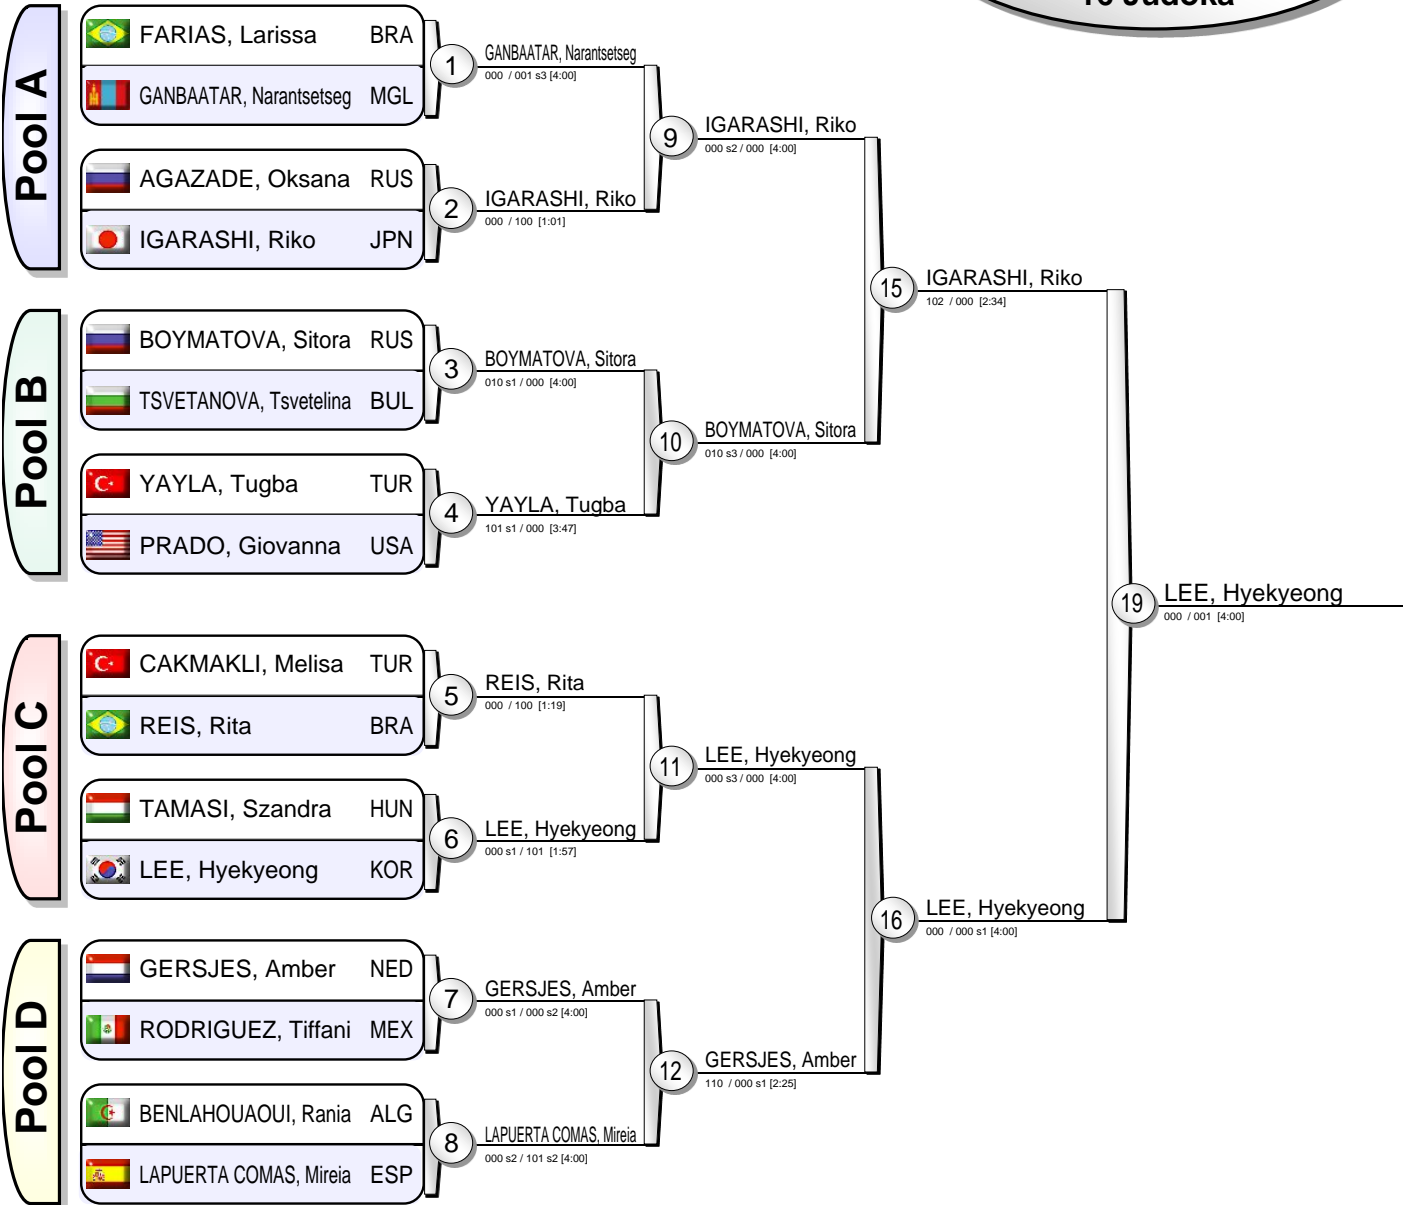 16 Judoka
Pool A
FARIAS, Larissa BRA
GANBAATAR, Narantsetseg MGL
1
GANBAATAR, Narantsetseg
000 / 001 s3 [4:00]
AGAZADE, Oksana RUS
IGARASHI, Riko JPN
2
IGARASHI, Riko
000 / 100 [1:01]
9
IGARASHI, Riko
000 s2 / 000 [4:00]
Pool B
BOYMATOVA, Sitora RUS
TSVETANOVA, Tsvetelina BUL
3
BOYMATOVA, Sitora
010 s1 / 000 [4:00]
YAYLA, Tugba TUR
PRADO, Giovanna USA
4
YAYLA, Tugba
101 s1 / 000 [3:47]
10
BOYMATOVA, Sitora
010 s3 / 000 [4:00]
15
IGARASHI, Riko
102 / 000 [2:34]
Pool C
CAKMAKLI, Melisa TUR
REIS, Rita BRA
5
REIS, Rita
000 / 100 [1:19]
TAMASI, Szandra HUN
LEE, Hyekyeong KOR
6
LEE, Hyekyeong
000 s1 / 101 [1:57]
11
LEE, Hyekyeong
000 s3 / 000 [4:00]
Pool D
GERSJES, Amber NED
RODRIGUEZ, Tiffani MEX
7
GERSJES, Amber
000 s1 / 000 s2 [4:00]
BENLAHOUAOUI, Rania ALG
LAPUERTA COMAS, Mireia ESP
8
LAPUERTA COMAS, Mireia
000 s2 / 101 s2 [4:00]
12
GERSJES, Amber
110 / 000 s1 [2:25]
16
LEE, Hyekyeong
000 / 000 s1 [4:00]
19
LEE, Hyekyeong
000 / 001 [4:00]